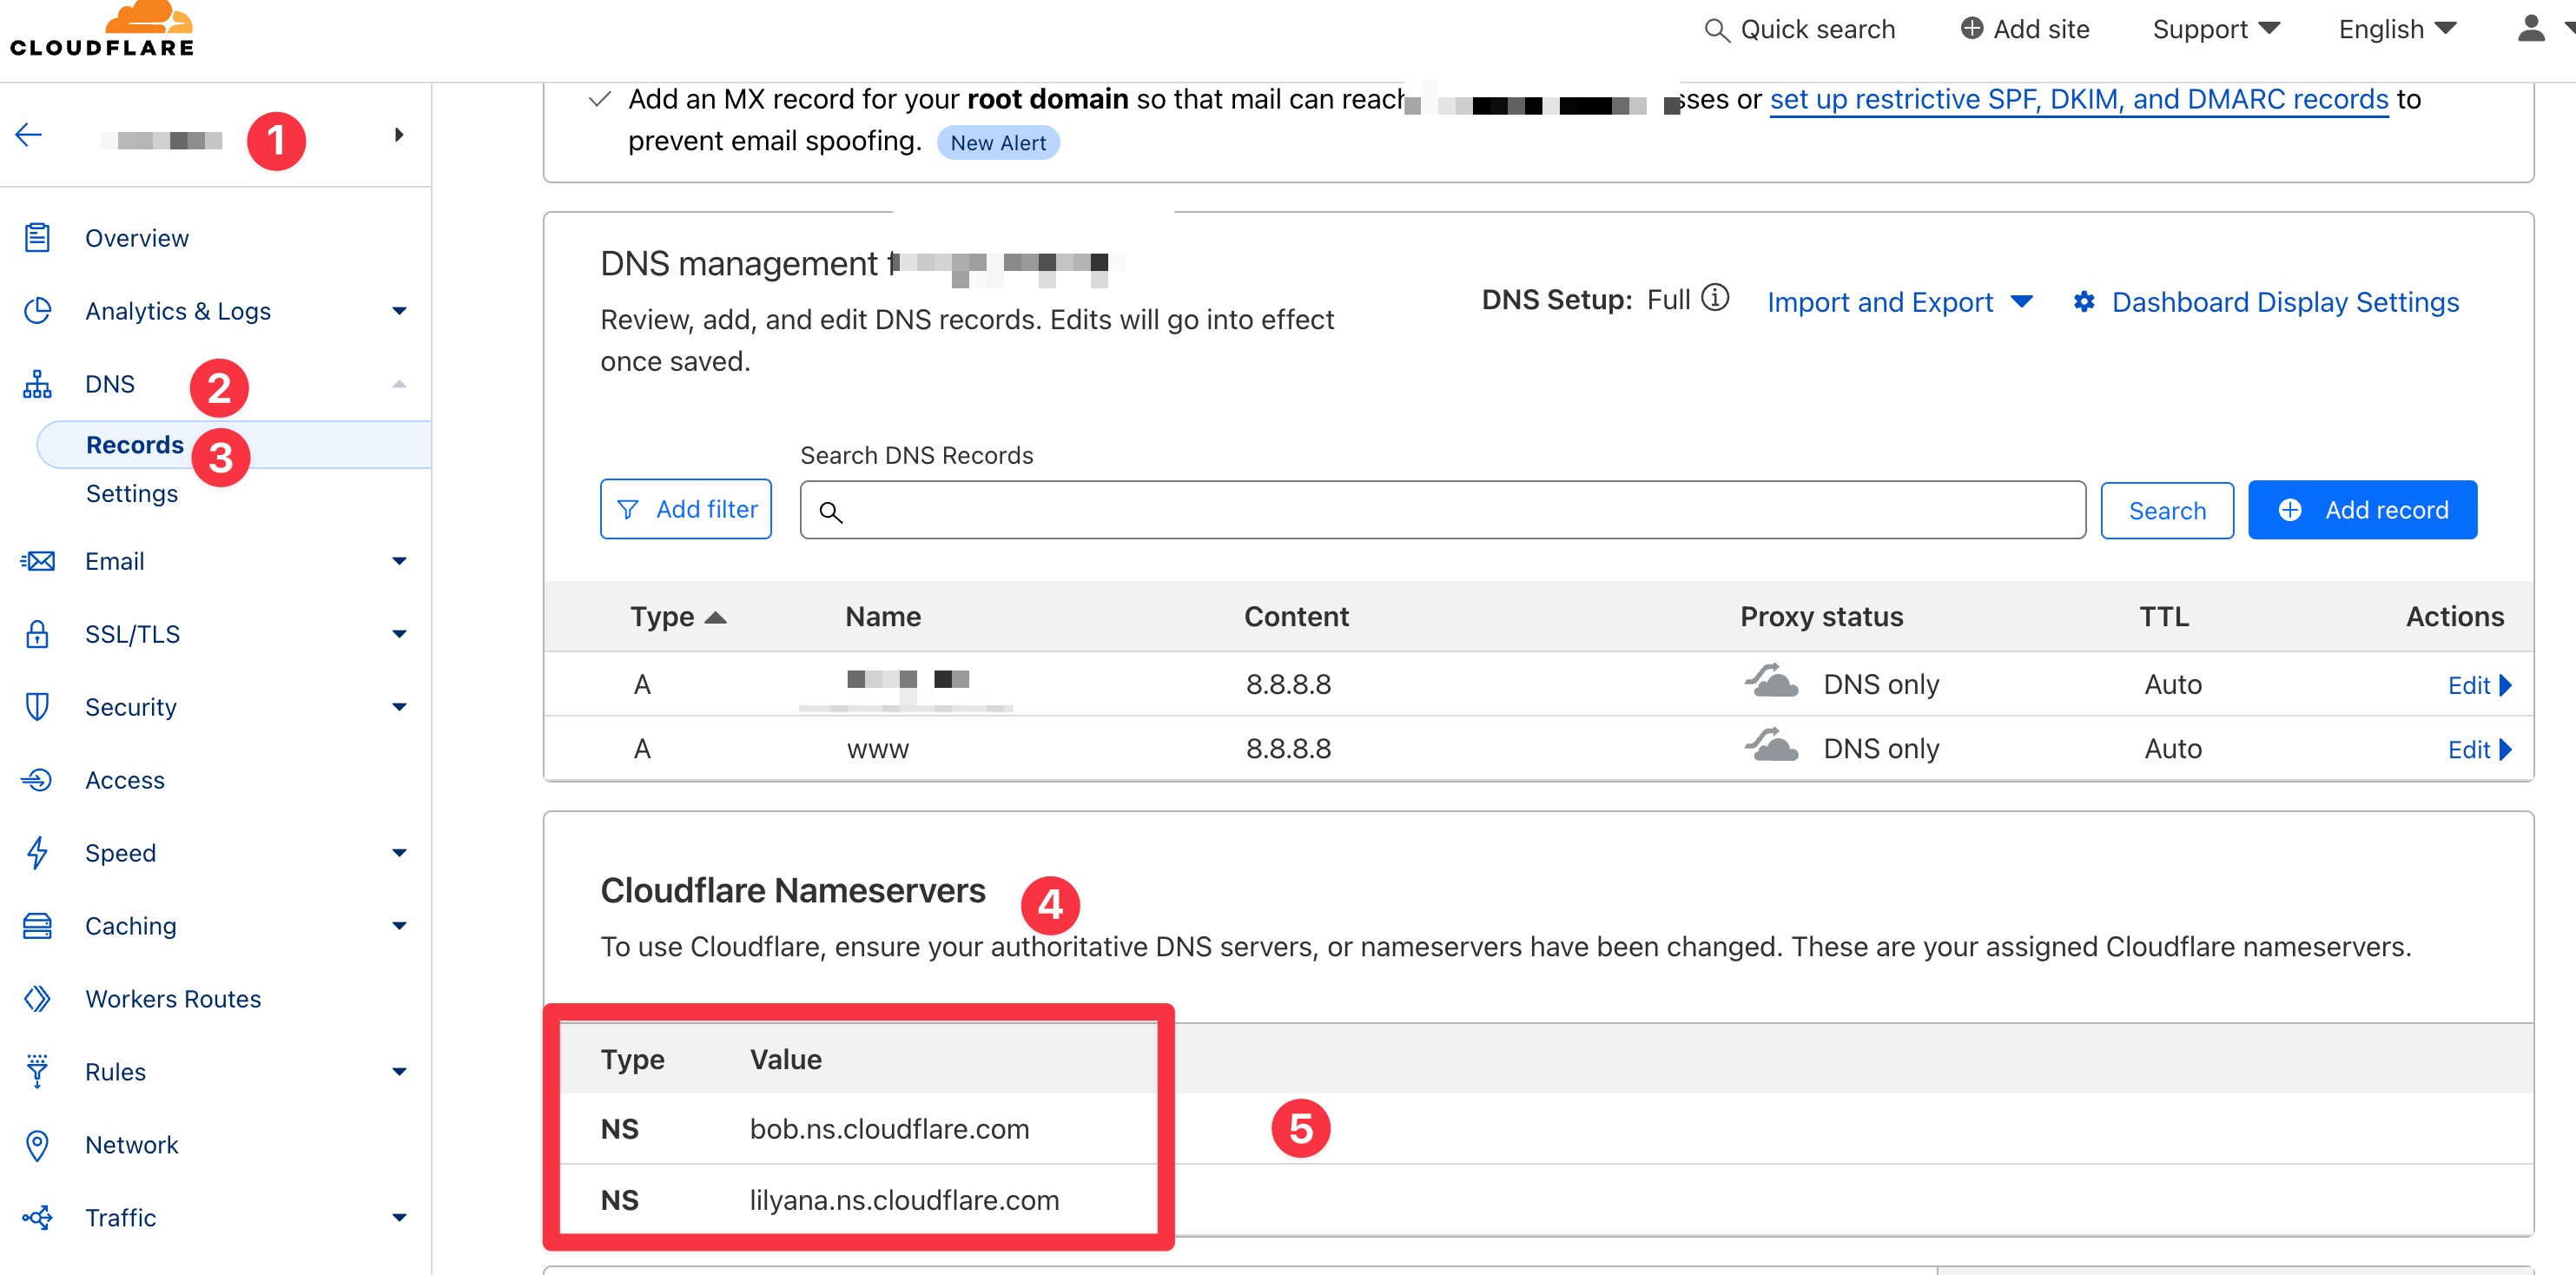 CLOUDFLARE
Quick search
Add site
Support
English
1
Overview
Analytics & Logs
DNS
2
Records
3
Settings
Email
SSL/TLS
Security
Access
Speed
Caching
Workers Routes
Rules
Network
Traffic
Add an MX record for your root domain so that mail can reach
or set up restrictive SPF, DKIM, and DMARC records to
prevent email spoofing. New Alert
DNS management
Review, add, and edit DNS records. Edits will go into effect
once saved.
DNS Setup: Full
Import and Export
Dashboard Display Settings
Search DNS Records
Add filter
Search
Add record
Type Name Content Proxy status TTL Actions
A 8.8.8.8 DNS only Auto Edit
A www 8.8.8.8 DNS only Auto Edit
Cloudflare Nameservers
4
To use Cloudflare, ensure your authoritative DNS servers, or nameservers have been changed. These are your assigned Cloudflare nameservers.
Type Value
NS bob.ns.cloudflare.com
5
NS lilyana.ns.cloudflare.com